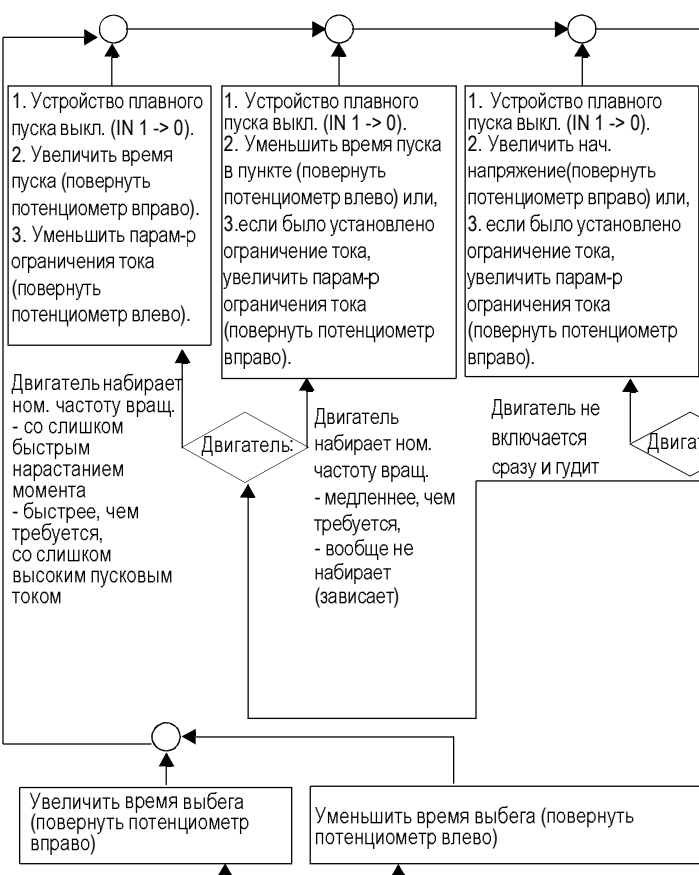 1. Устройство плавного
пуска выкл. (IN 1 -> 0).
2. Увеличить время
пуска (повернуть
потенциометр вправо).
3. Уменьшить парам-р
ограничения тока
(повернуть
потенциометр влево).
1. Устройство плавного
пуска выкл. (IN 1 -> 0).
2. Уменьшить время пуска
в пункте (повернуть
потенциометр влево) или,
3.если было установлено
ограничение тока,
увеличить парам-р
ограничения тока
(повернуть потенциометр
вправо).
1. Устройство плавного
пуска выкл. (IN 1 -> 0).
2. Увеличить нач.
напряжение(повернуть
потенциометр вправо) или,
3. если было установлено
ограничение тока,
увеличить парам-р
ограничения тока
(повернуть потенциометр
вправо).
Двигатель набирает
ном. частоту вращ.
- со слишком
быстрым
нарастанием
момента
- быстрее, чем
требуется,
со слишком
высоким пусковым
током
Двигатель:
Двигатель
набирает ном.
частоту вращ.
- медленнее, чем
требуется,
- вообще не
набирает
(зависает)
Двигатель не
включается
сразу и гудит
Увеличить время выбега
(повернуть потенциометр
вправо)
Уменьшить время выбега (повернуть
потенциометр влево)